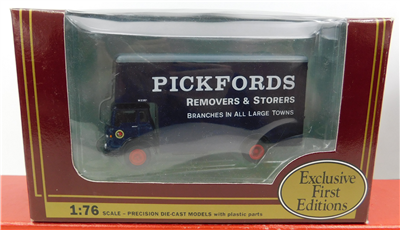 PICKFORDS
REMOVERS & STORERS
BRANCHES IN ALL LARGE TOWNS
Exclusive
First
Editions
1:76 SCALE - PRECISION DIE-CAST MODELS with plastic parts